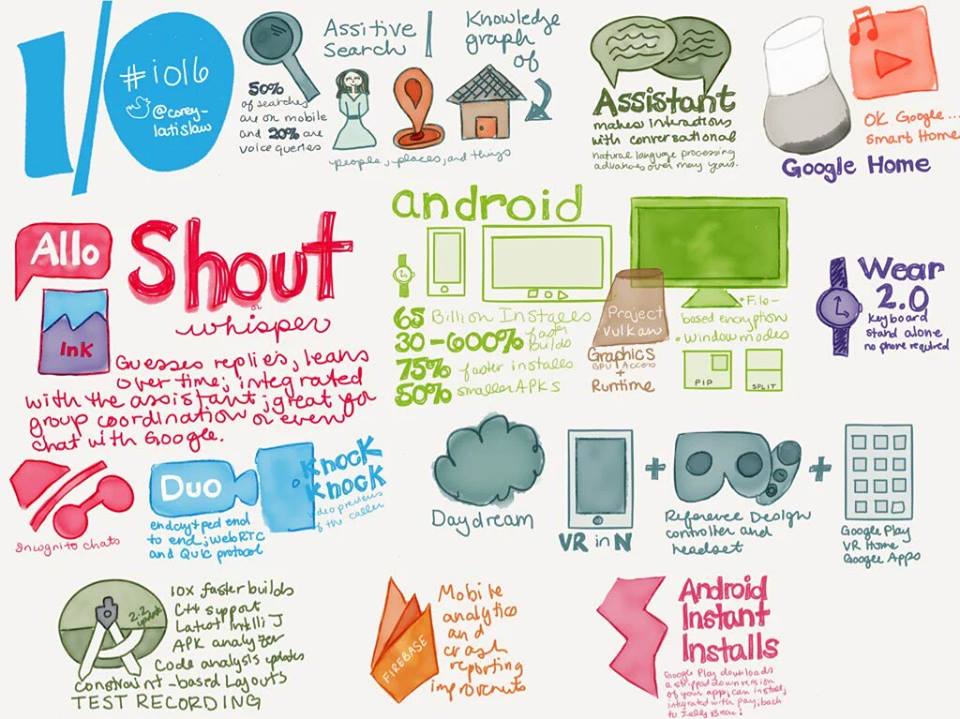 I/O
#io16
@corey-
latislaw
50%
of searches
are on mobile
and 20% are
voice queries
Assitive
search
Knowledge
graph
of
people, places, and things
Assistant
makes interactions
with conversational
natural language processing
advances over many years.
OK Google...
Smart Home
Google Home
Allo
Ink
Shout
or
whisper
Guesses replies, leans
over time; integrated
with the assistant; great for
group coordination or even
chat with Google.
Incognito chats
Duo
Knock
Knock
video previews
of the caller
encrypted end
to end; WebRTC
and Quic protocol
android
65 Billion Installs
30-600% faster
builds
75% faster installs
50% smaller APKs
Project
Vulkan
Graphics
GPU Access
+
Runtime
• File-
based encryption
• window modes
PIP
SPLIT
Wear
2.0
Keyboard
stand alone
no phone required
Daydream
VR in N
+
Reference Design
controller and
headset
+
Google Play
VR Home
Google Apps
2.2
10x faster builds
C++ support
Latest Intelli J
APK analyzer
Code analysis updates
constraint-based Layouts
TEST RECORDING
FIREBASE
Mobile
analytics
and
crash
reporting
improvements
Android
Instant
Installs
Google Play downloads
a stripped down version
of your app; can install;
integrated with pay; back
to Jelly Bean!